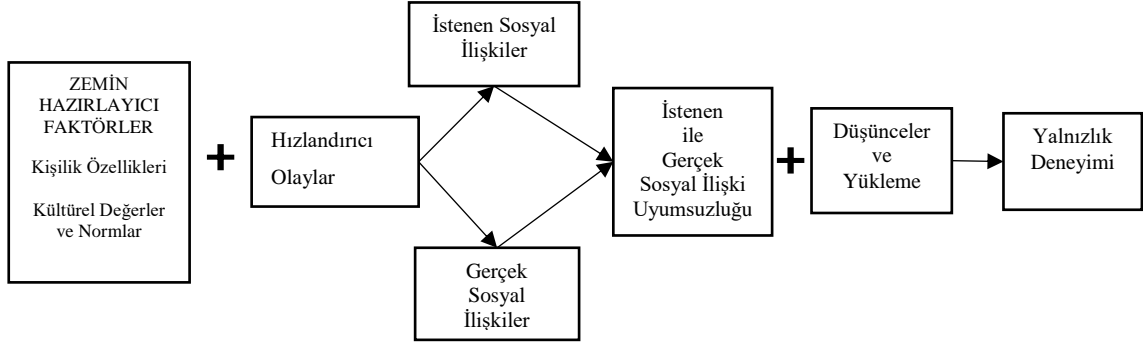 ZEMİN
HAZIRLAYICI
FAKTÖRLER
Kişilik Özellikleri
Kültürel Değerler
ve Normlar
+
Hızlandırıcı
Olaylar
İstenen Sosyal
İlişkiler
Gerçek
Sosyal
İlişkiler
İstenen
ile
Gerçek
Sosyal İlişki
Uyumsuzluğu
+
Düşünceler
ve
Yükleme
Yalnızlık
Deneyimi